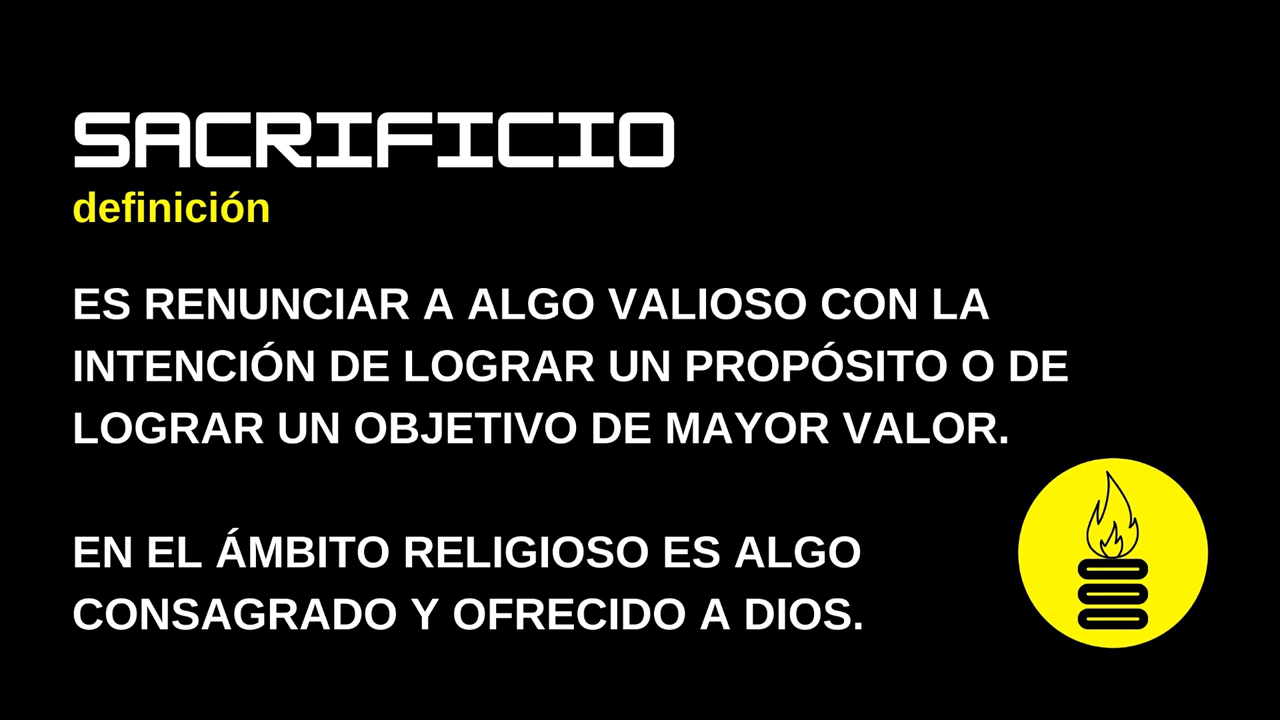 SACRIFICIO
definición
ES RENUNCIAR A ALGO VALIOSO CON LA
INTENCIÓN DE LOGRAR UN PROPÓSITO O DE
LOGRAR UN OBJETIVO DE MAYOR VALOR.
EN EL ÁMBITO RELIGIOSO ES ALGO
CONSAGRADO Y OFRECIDO A DIOS.